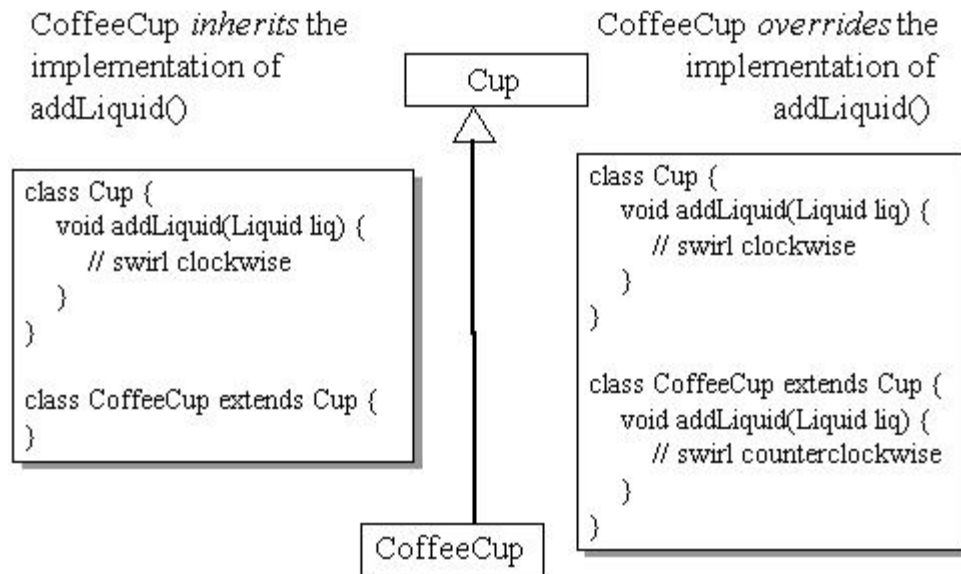 CoffeeCup inherits the
implementation of
addLiquid()
class Cup {
void addLiquid(Liquid liq) {
// swirl clockwise
}
}
class CoffeeCup extends Cup {
}
Cup
CoffeeCup
CoffeeCup overrides the
implementation of
addLiquid()
class Cup {
void addLiquid(Liquid liq) {
// swirl clockwise
}
}
class CoffeeCup extends Cup {
void addLiquid(Liquid liq) {
// swirl counterclockwise
}
}